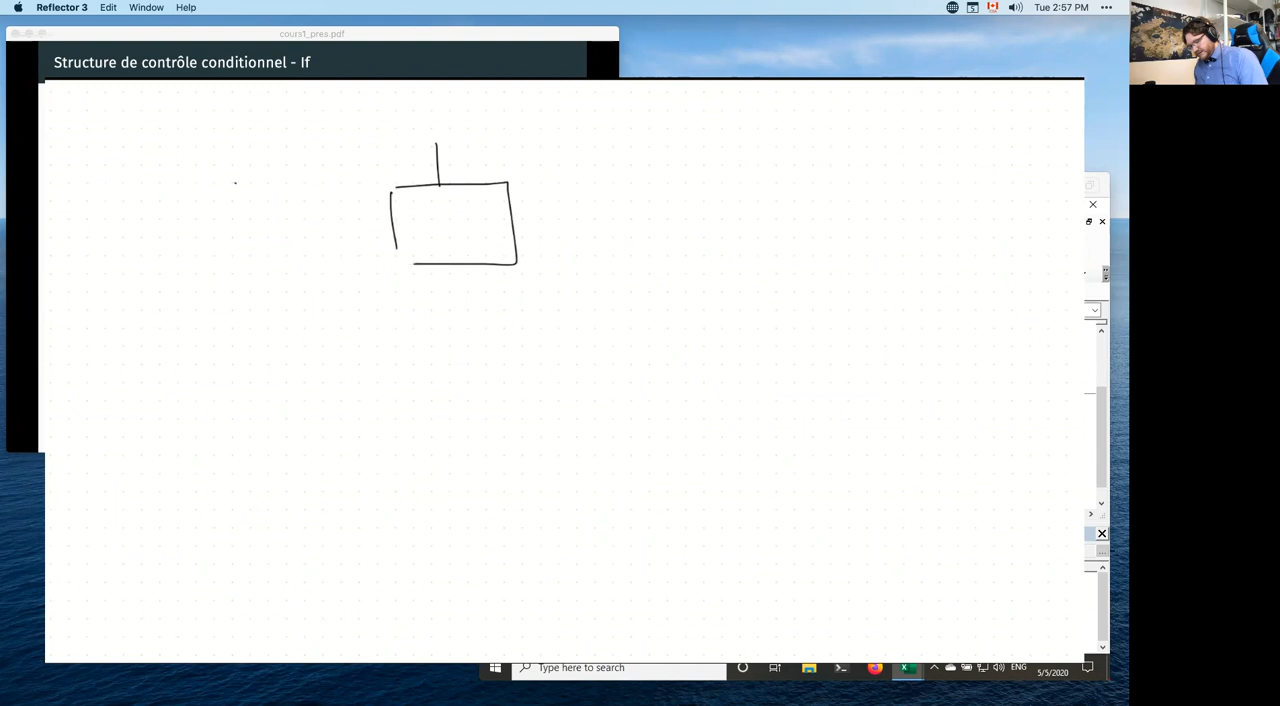 Reflector 3 Edit Window Help
5 Tue 2:57 PM
cours1_pres.pdf
Structure de contrôle conditionnel - If
Type here to search
ENG
5/5/2020